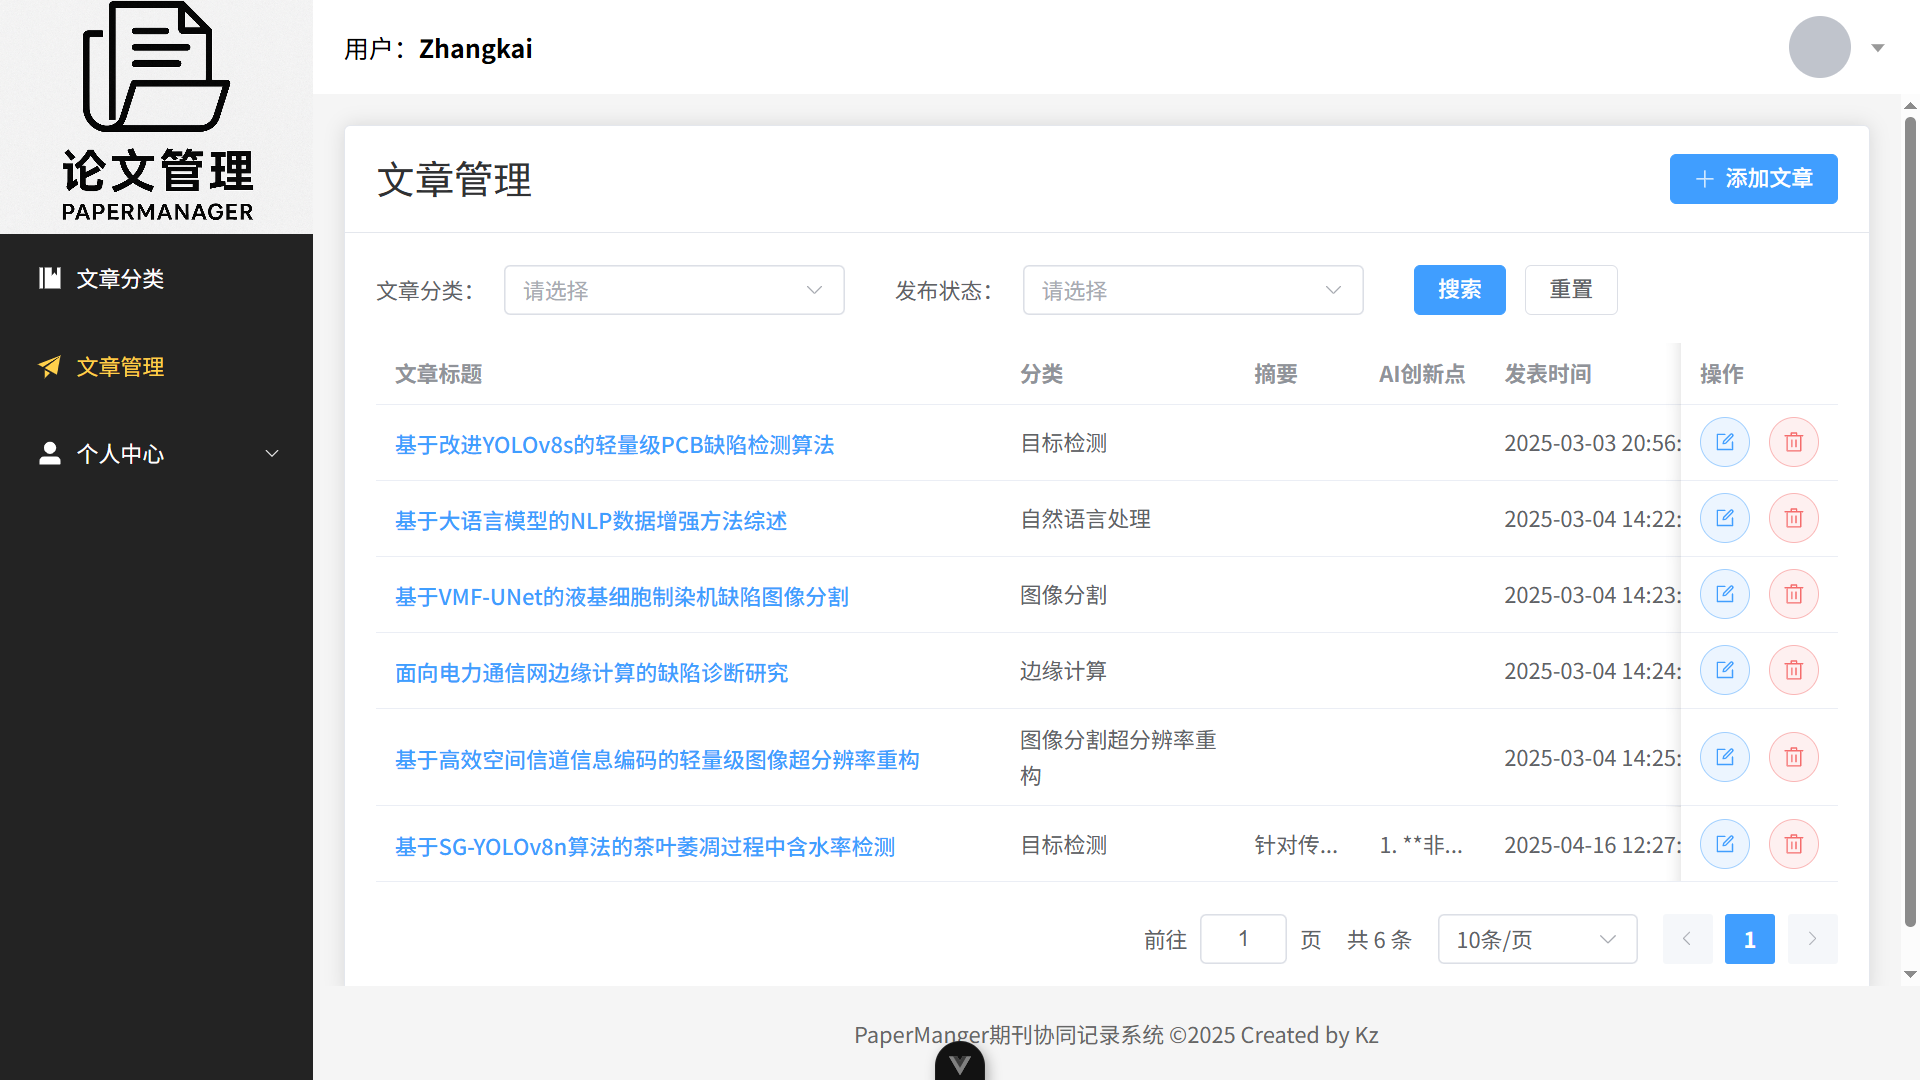 论文管理
PAPERMANAGER
文章分类
文章管理
个人中心
用户：Zhangkai
文章管理
添加文章
文章分类： 请选择 发布状态： 请选择 搜索 重置
文章标题 分类 摘要 AI创新点 发表时间 操作
基于改进YOLOv8s的轻量级PCB缺陷检测算法 目标检测 2025-03-03 20:56:
基于大语言模型的NLP数据增强方法综述 自然语言处理 2025-03-04 14:22:
基于VMF-UNet的液基细胞制染机缺陷图像分割 图像分割 2025-03-04 14:23:
面向电力通信网边缘计算的缺陷诊断研究 边缘计算 2025-03-04 14:24:
基于高效空间信道信息编码的轻量级图像超分辨率重构 图像分割超分辨率重 2025-03-04 14:25:
构
基于SG-YOLOv8n算法的茶叶萎凋过程中含水率检测 目标检测 针对传... 1. **非... 2025-04-16 12:27:
前往 1 页 共 6 条 10条/页 1
PaperManger期刊协同记录系统 ©2025 Created by Kz